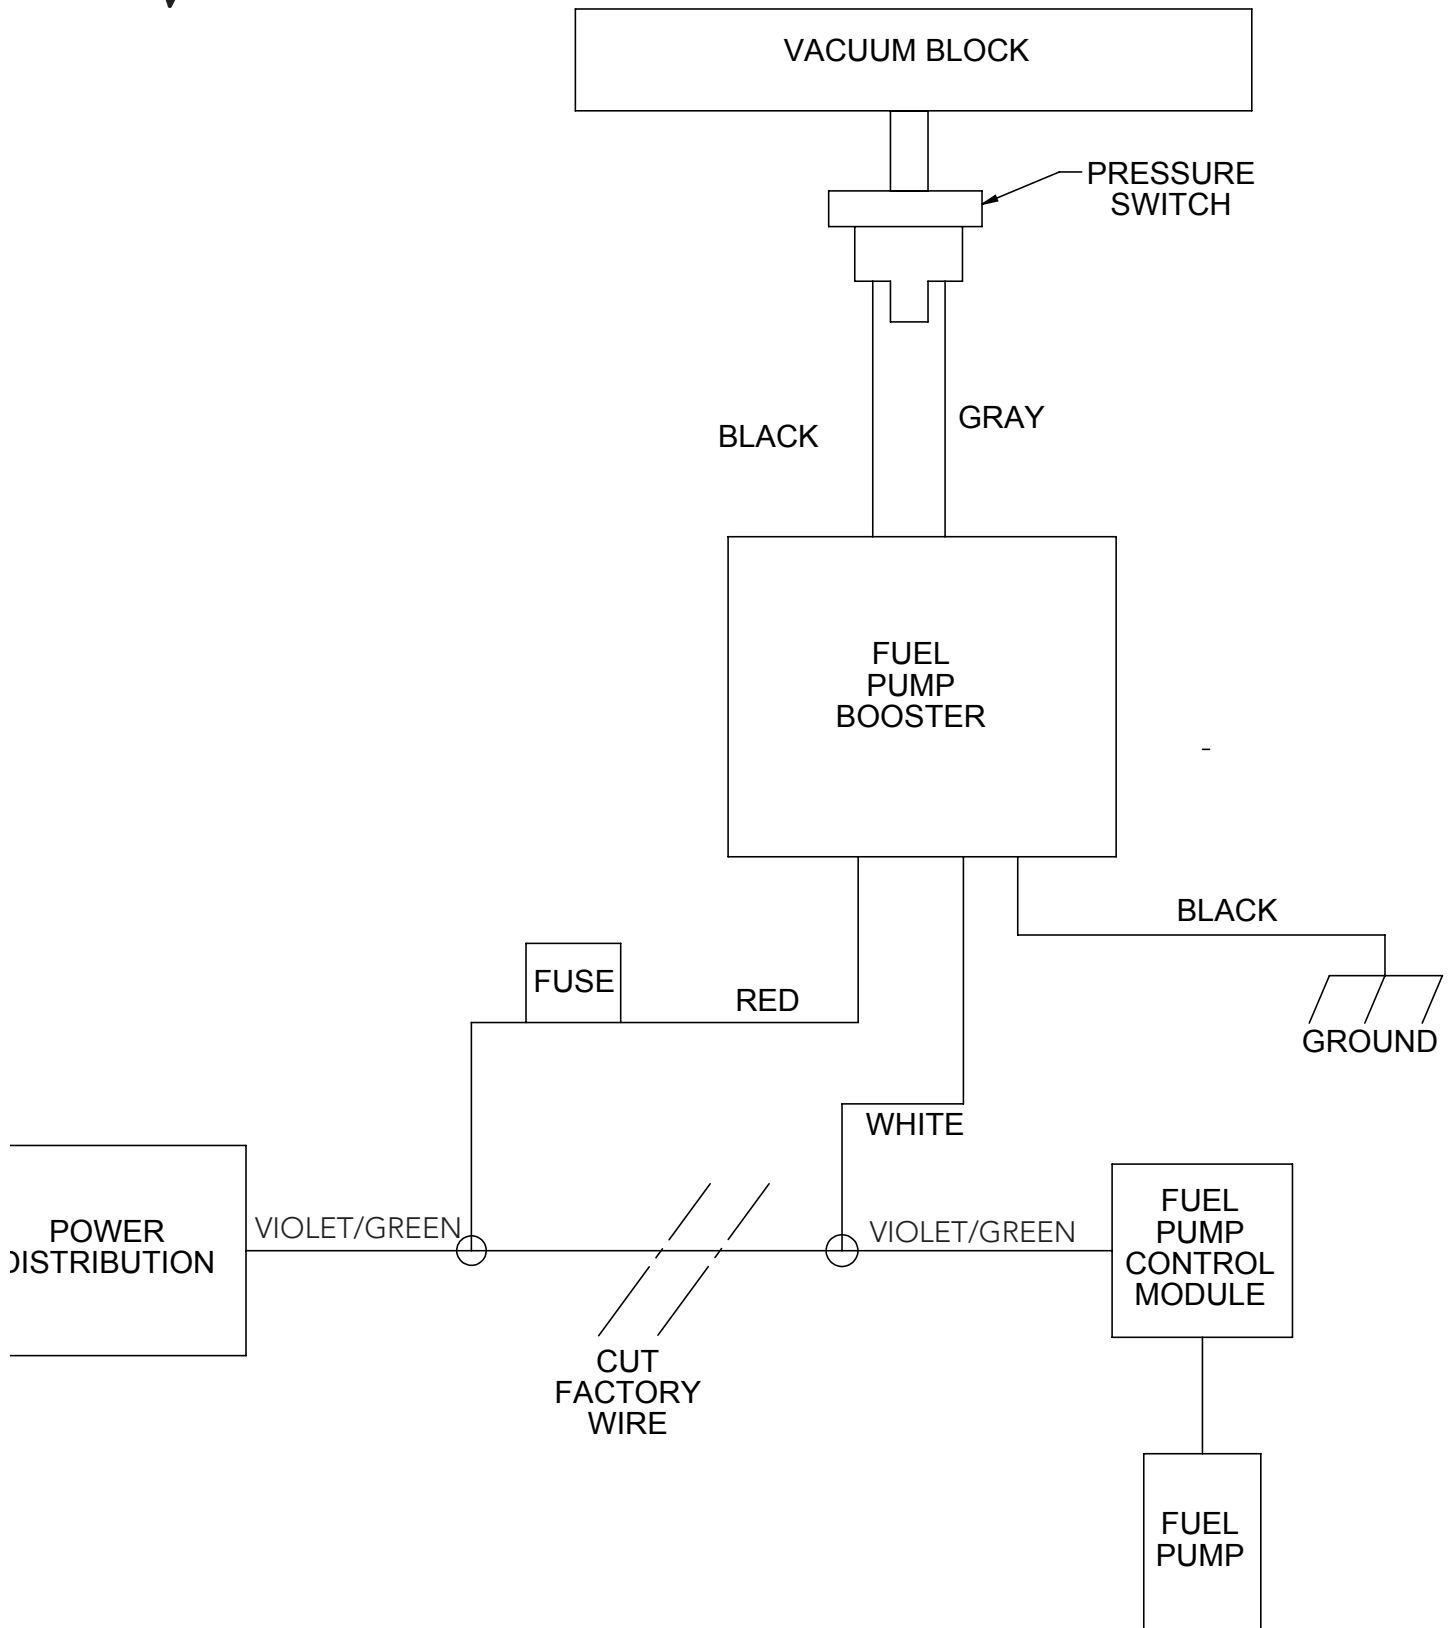 VACUUM BLOCK
PRESSURE
SWITCH
BLACK
GRAY
FUEL
PUMP
BOOSTER
BLACK
FUSE
RED
GROUND
WHITE
POWER
DISTRIBUTION
VIOLET/GREEN
VIOLET/GREEN
FUEL
PUMP
CONTROL
MODULE
CUT
FACTORY
WIRE
FUEL
PUMP